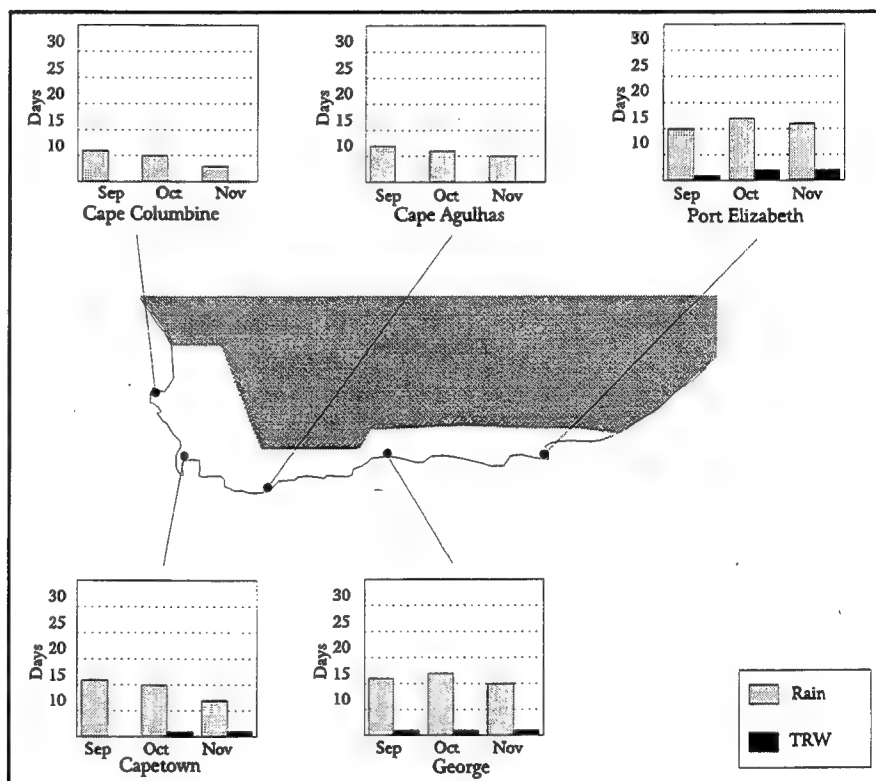 30
25
20
15
10
Days
Sep Oct Nov
Cape Columbine
30
25
20
15
10
Days
Sep Oct Nov
Cape Agulhas
30
25
20
15
10
Days
Sep Oct Nov
Port Elizabeth
30
25
20
15
10
Days
Sep Oct Nov
Capetown
30
25
20
15
10
Days
Sep Oct Nov
George
Rain
TRW